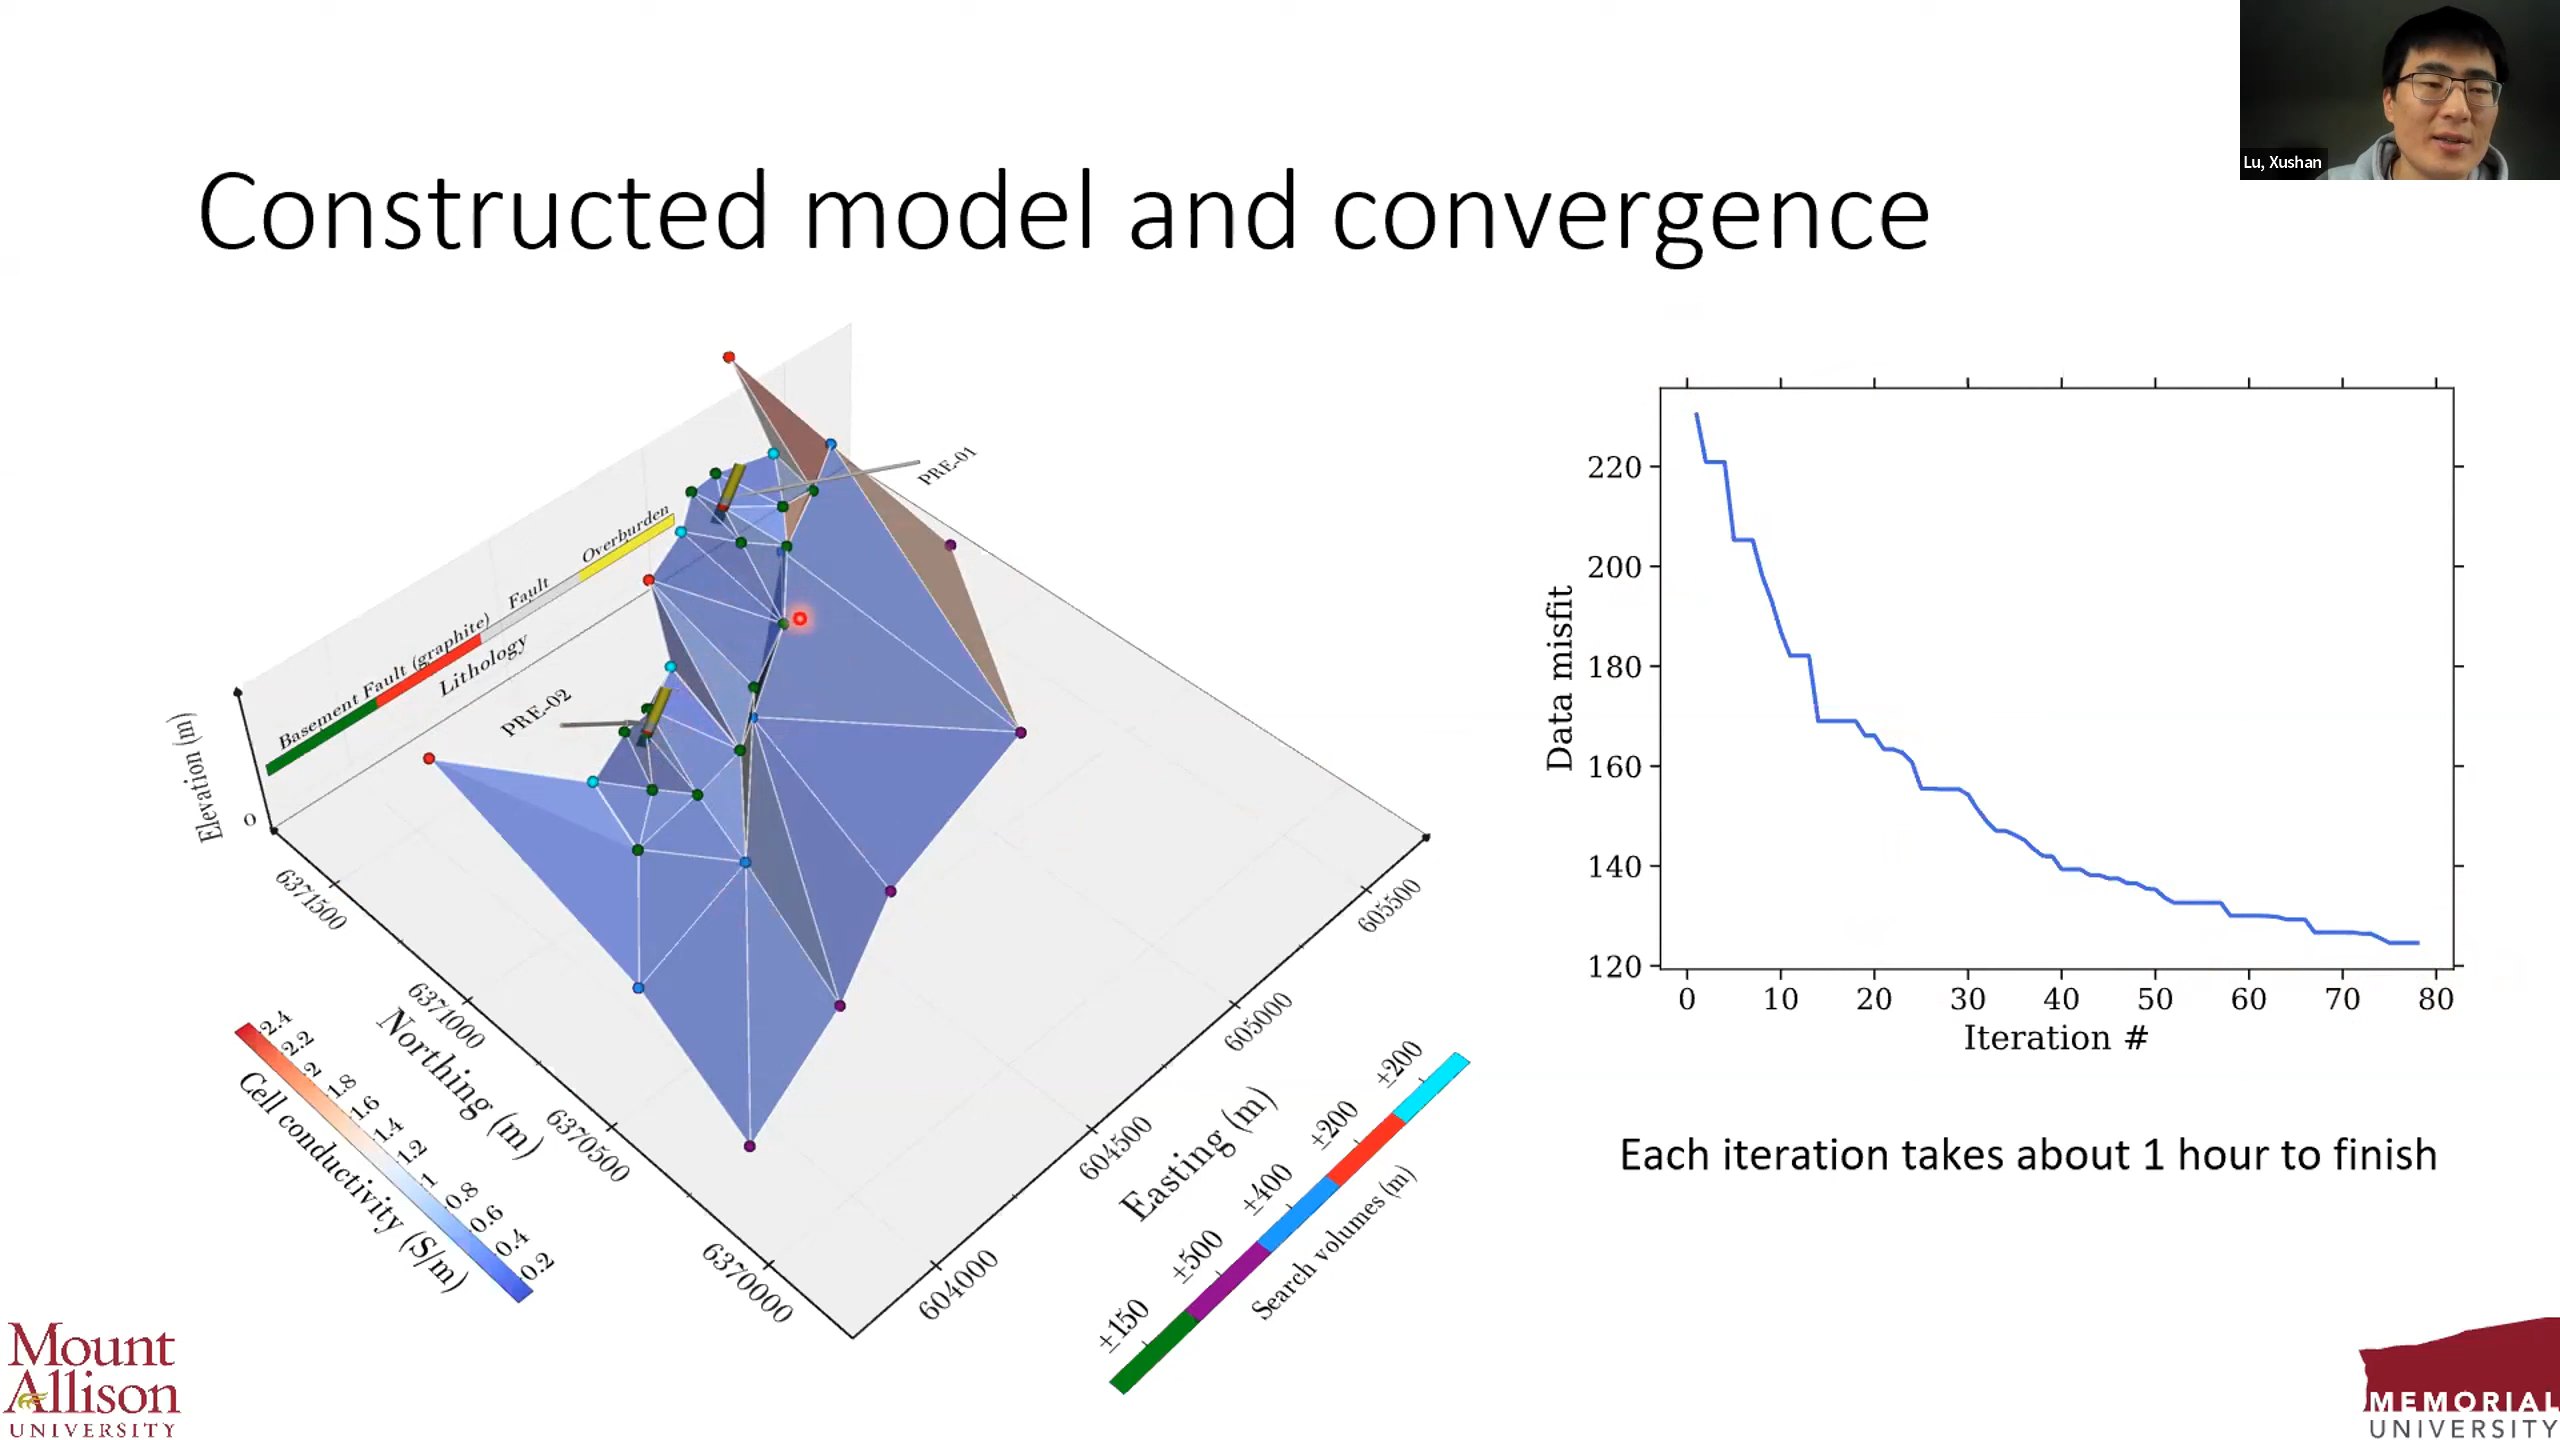 Lu, Xushan
Constructed model and convergence
PRE-01
Overburden
Fault
Fault (graphite)
Basement
Lithology
PRE-02
Elevation (m)
0
6371500
6371000
6370500
6370000
Northing (m)
604000
604500
605000
605500
Easting (m)
2.4
2.2
2
1.8
1.6
1.4
1.2
1
0.8
0.6
0.4
0.2
Cell conductivity (S/m)
±200
±200
±400
±500
±150
Search volumes (m)
220
200
180
160
140
120
Data misfit
0 10 20 30 40 50 60 70 80
Iteration #
Each iteration takes about 1 hour to finish
Mount
Allison
UNIVERSITY
MEMORIAL
UNIVERSITY